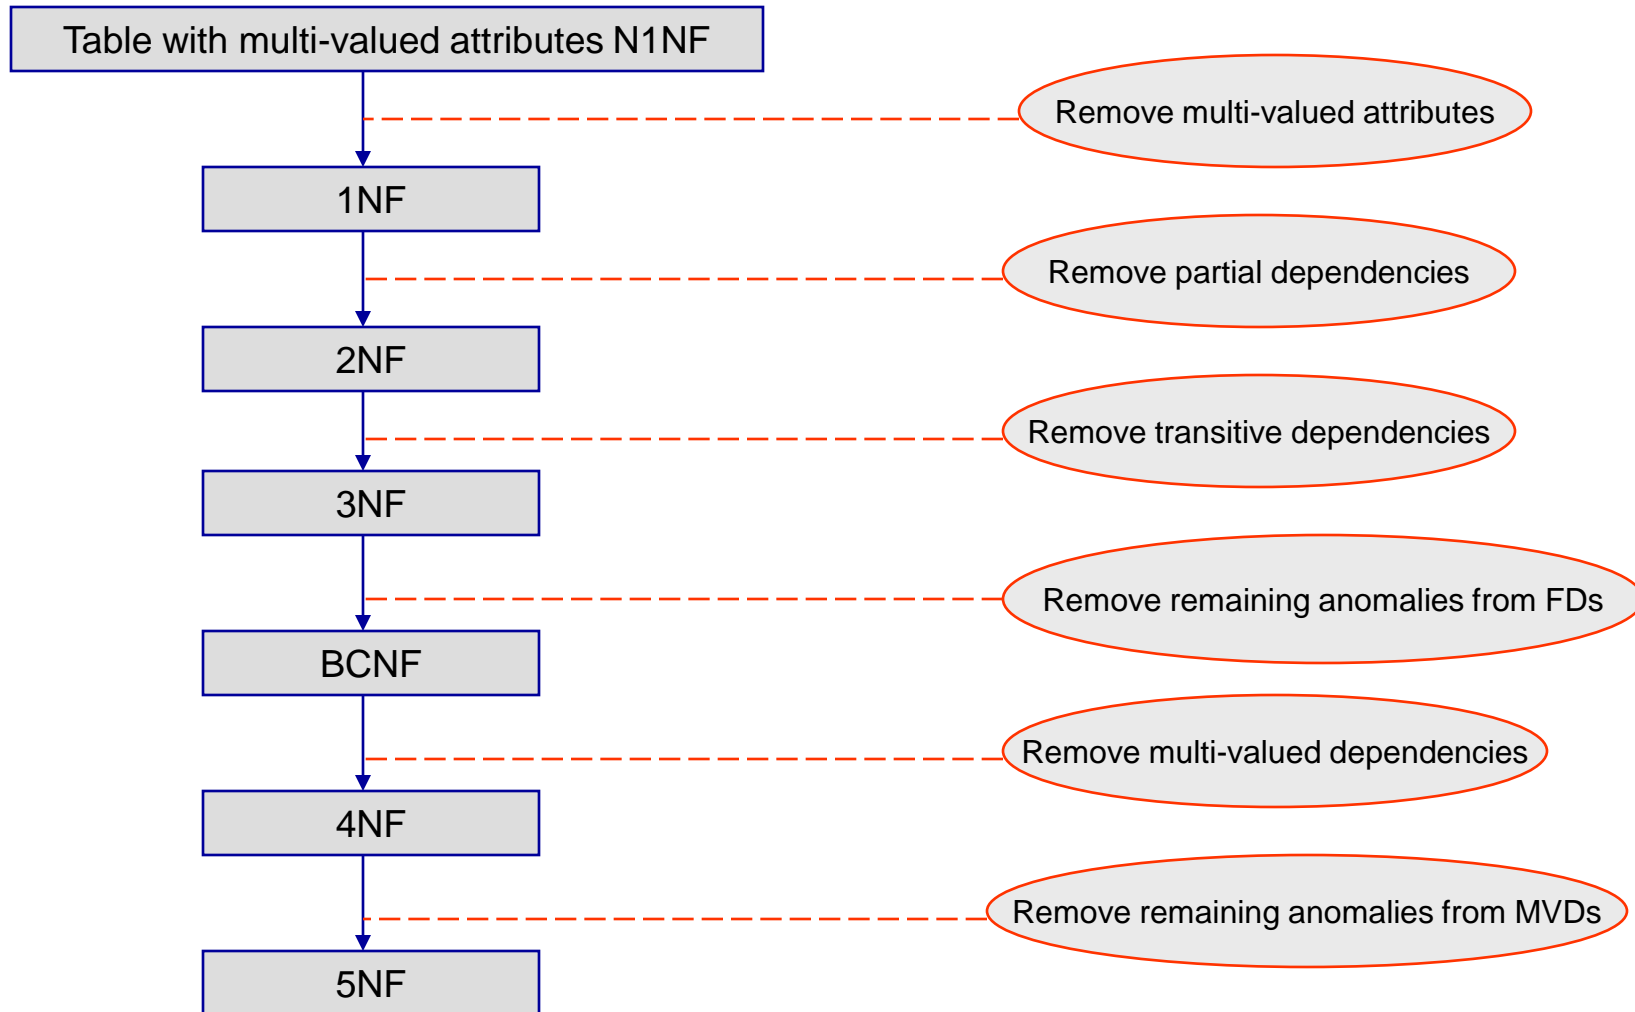 Table with multi-valued attributes N1NF
Remove multi-valued attributes
1NF
Remove partial dependencies
2NF
Remove transitive dependencies
3NF
Remove remaining anomalies from FDs
BCNF
Remove multi-valued dependencies
4NF
Remove remaining anomalies from MVDs
5NF